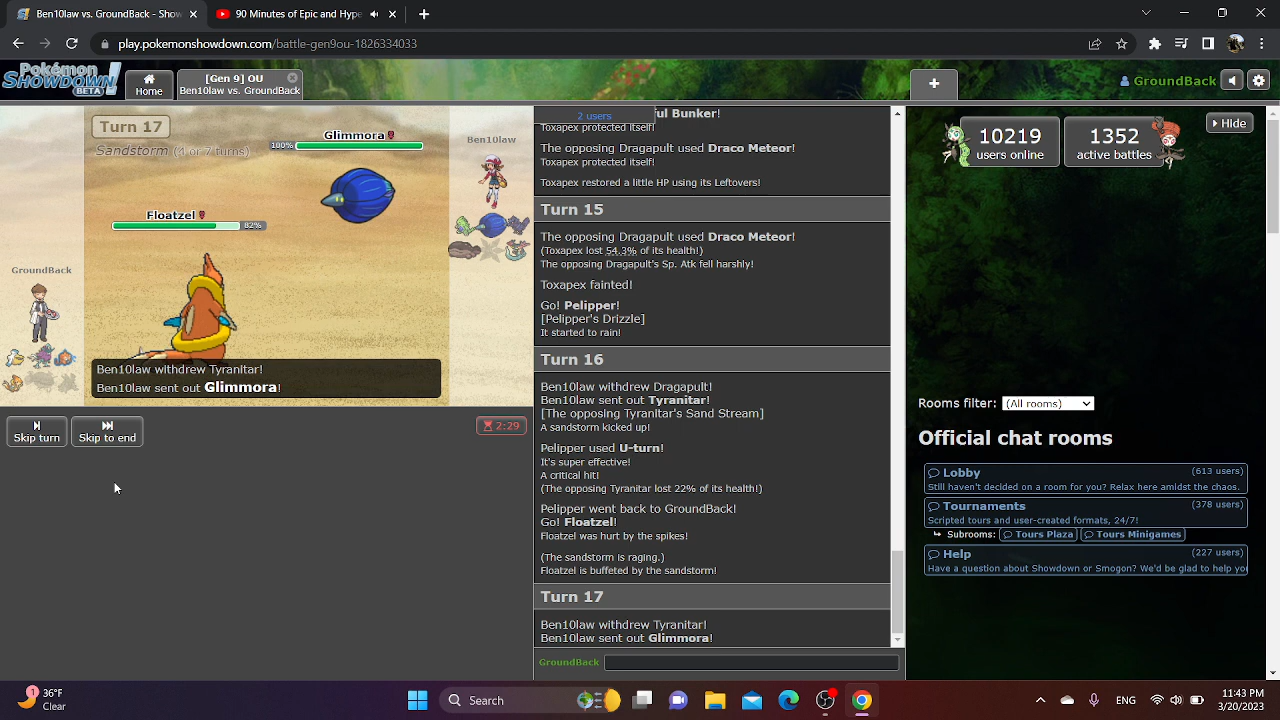 Ben10law vs. GroundBack - Show
90 Minutes of Epic and Hype
play.pokemonshowdown.com/battle-gen9ou-1826334033
Pokémon
SHOWDOWN!
BETA
Home
[Gen 9] OU
Ben10law vs. GroundBack
GroundBack
Turn 17
Sandstorm (4 or 7 turns)
Glimmora
100%
Floatzel
82%
Ben10law
GroundBack
Ben10law withdrew Tyranitar!
Ben10law sent out Glimmora!
Skip turn
Skip to end
2:29
2 users
ul Bunker!
Toxapex protected itself!
The opposing Dragapult used Draco Meteor!
Toxapex protected itself!
Toxapex restored a little HP using its Leftovers!
Turn 15
The opposing Dragapult used Draco Meteor!
(Toxapex lost 54.3% of its health!)
The opposing Dragapult's Sp. Atk fell harshly!
Toxapex fainted!
Go! Pelipper!
[Pelipper's Drizzle]
It started to rain!
Turn 16
Ben10law withdrew Dragapult!
Ben10law sent out Tyranitar!
[The opposing Tyranitar's Sand Stream]
A sandstorm kicked up!
Pelipper used U-turn!
It's super effective!
A critical hit!
(The opposing Tyranitar lost 22% of its health!)
Pelipper went back to GroundBack!
Go! Floatzel!
Floatzel was hurt by the spikes!
(The sandstorm is raging.)
Floatzel is buffeted by the sandstorm!
Turn 17
Ben10law withdrew Tyranitar!
Ben10law sent out Glimmora!
GroundBack
10219
users online
1352
active battles
Hide
Rooms filter: (All rooms)
Official chat rooms
Lobby (613 users)
Still haven't decided on a room for you? Relax here amidst the chaos.
Tournaments (378 users)
Scripted tours and user-created formats, 24/7!
Subrooms: Tours Plaza Tours Minigames
Help (227 users)
Have a question about Showdown or Smogon? We'd be glad to help yo
1
36°F
Clear
Search
ENG
11:43 PM
3/20/2023